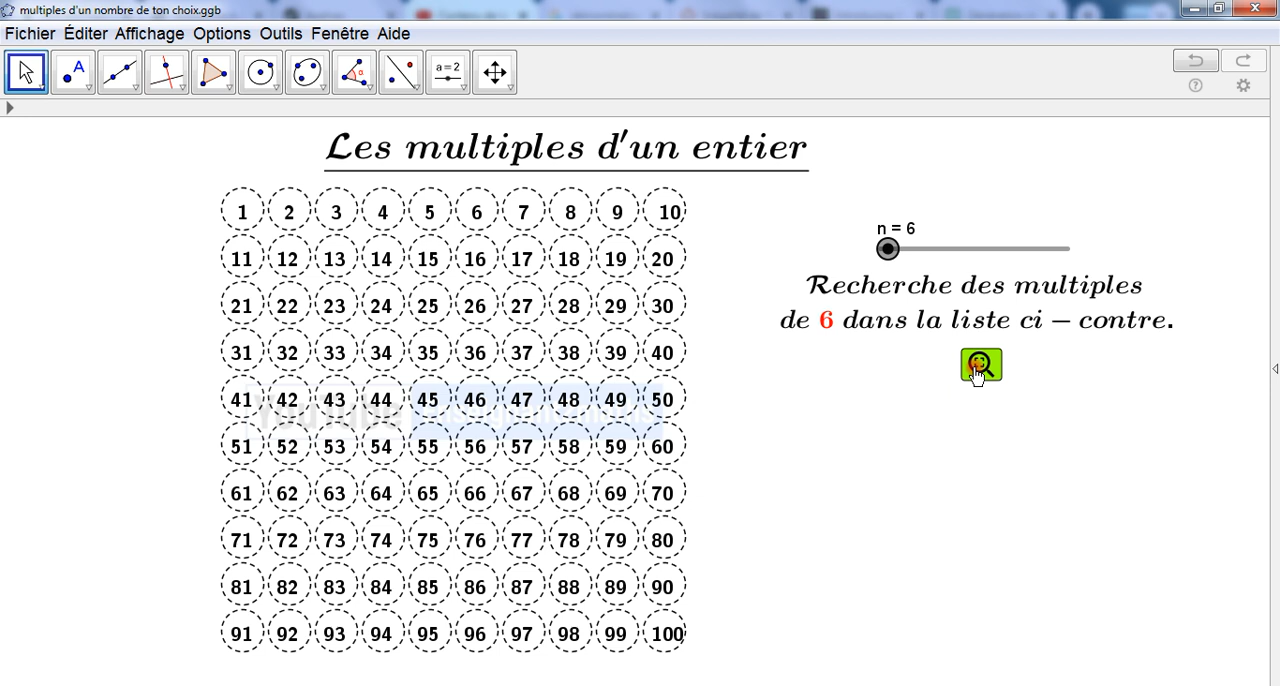 multiples d'un nombre de ton choix.ggb
Fichier Éditer Affichage Options Outils Fenêtre Aide
A
α
a = 2
Les multiples d'un entier
1 2 3 4 5 6 7 8 9 10
n = 6
11 12 13 14 15 16 17 18 19 20
Recherche des multiples
de 6 dans la liste ci – contre.
21 22 23 24 25 26 27 28 29 30
31 32 33 34 35 36 37 38 39 40
41 42 43 44 45 46 47 48 49 50
YouTube
51 52 53 54 55 56 57 58 59 60
61 62 63 64 65 66 67 68 69 70
71 72 73 74 75 76 77 78 79 80
81 82 83 84 85 86 87 88 89 90
91 92 93 94 95 96 97 98 99 100